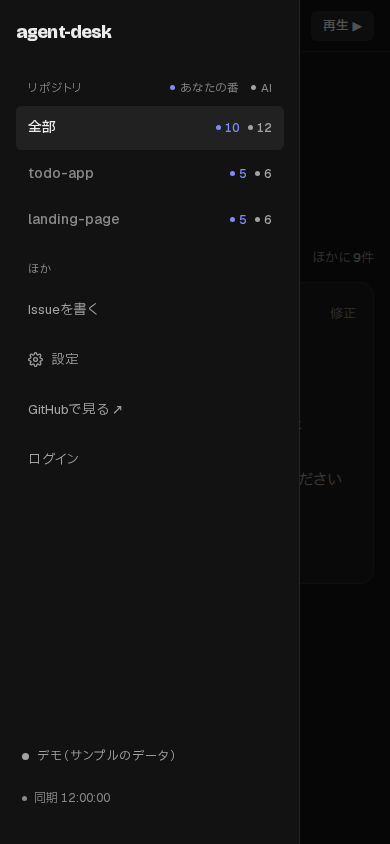 agent-desk
再生 ▶
リポジトリ ● あなたの番 ● AI
全部 ● 10 ● 12
todo-app ● 5 ● 6
landing-page ● 5 ● 6
ほかに9件
ほか
Issueを書く
修正
設定
GitHubで見る ↗
ログイン
ださい
● デモ（サンプルのデータ）
● 同期 12:00:00